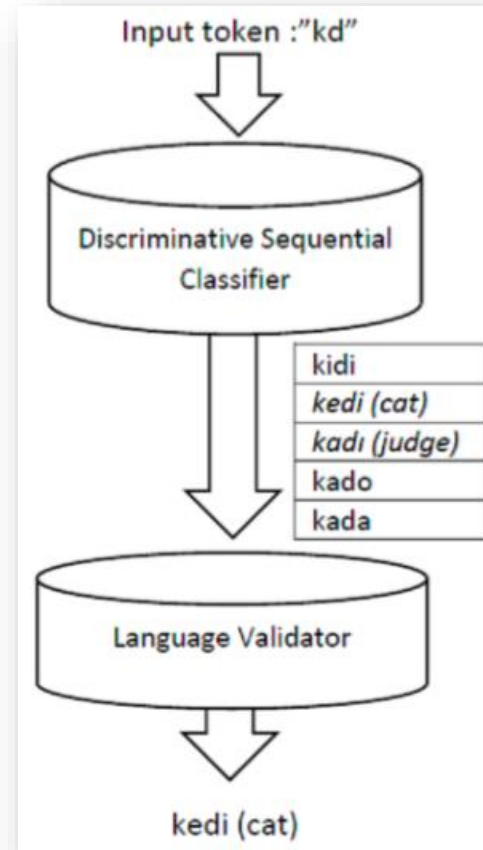 Input token :"kd"
Discriminative Sequential
Classifier
kidi
kedi (cat)
kadı (judge)
kado
kada
Language Validator
kedi (cat)